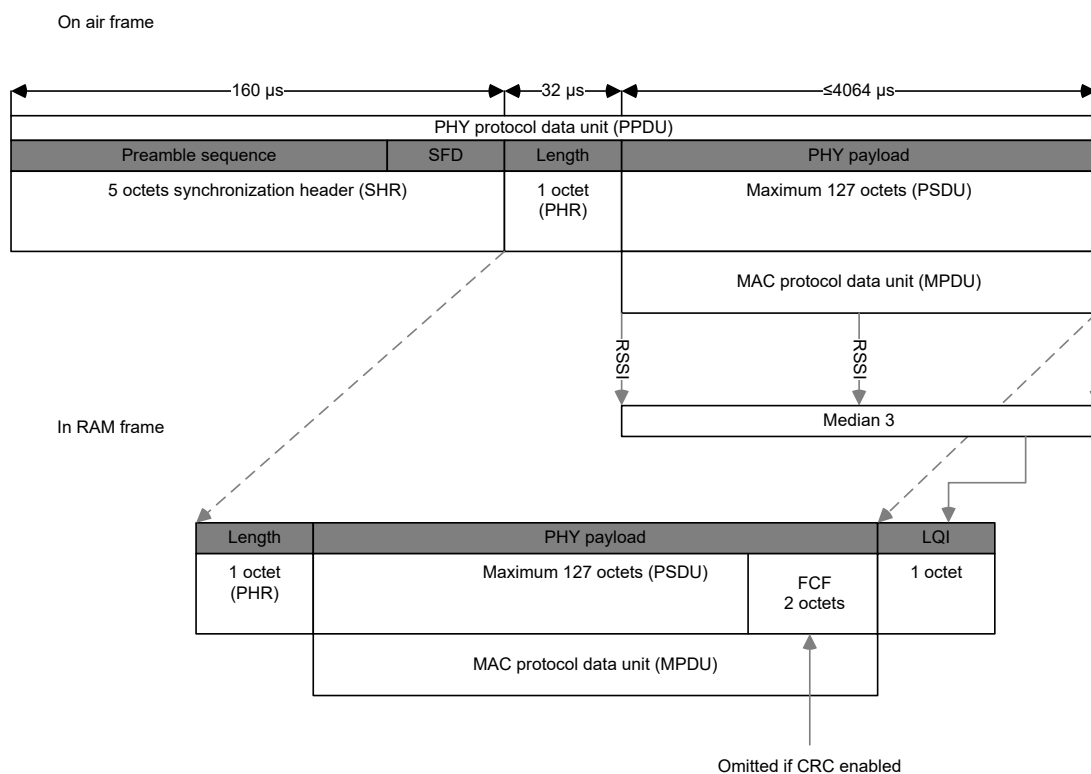 On air frame
160 µs
32 µs
≤4064 µs
PHY protocol data unit (PPDU)
Preamble sequence
SFD
Length
PHY payload
5 octets synchronization header (SHR)
1 octet
(PHR)
Maximum 127 octets (PSDU)
MAC protocol data unit (MPDU)
RSSI
RSSI
In RAM frame
Median 3
Length
PHY payload
LQI
1 octet
(PHR)
Maximum 127 octets (PSDU)
FCF
2 octets
1 octet
MAC protocol data unit (MPDU)
Omitted if CRC enabled